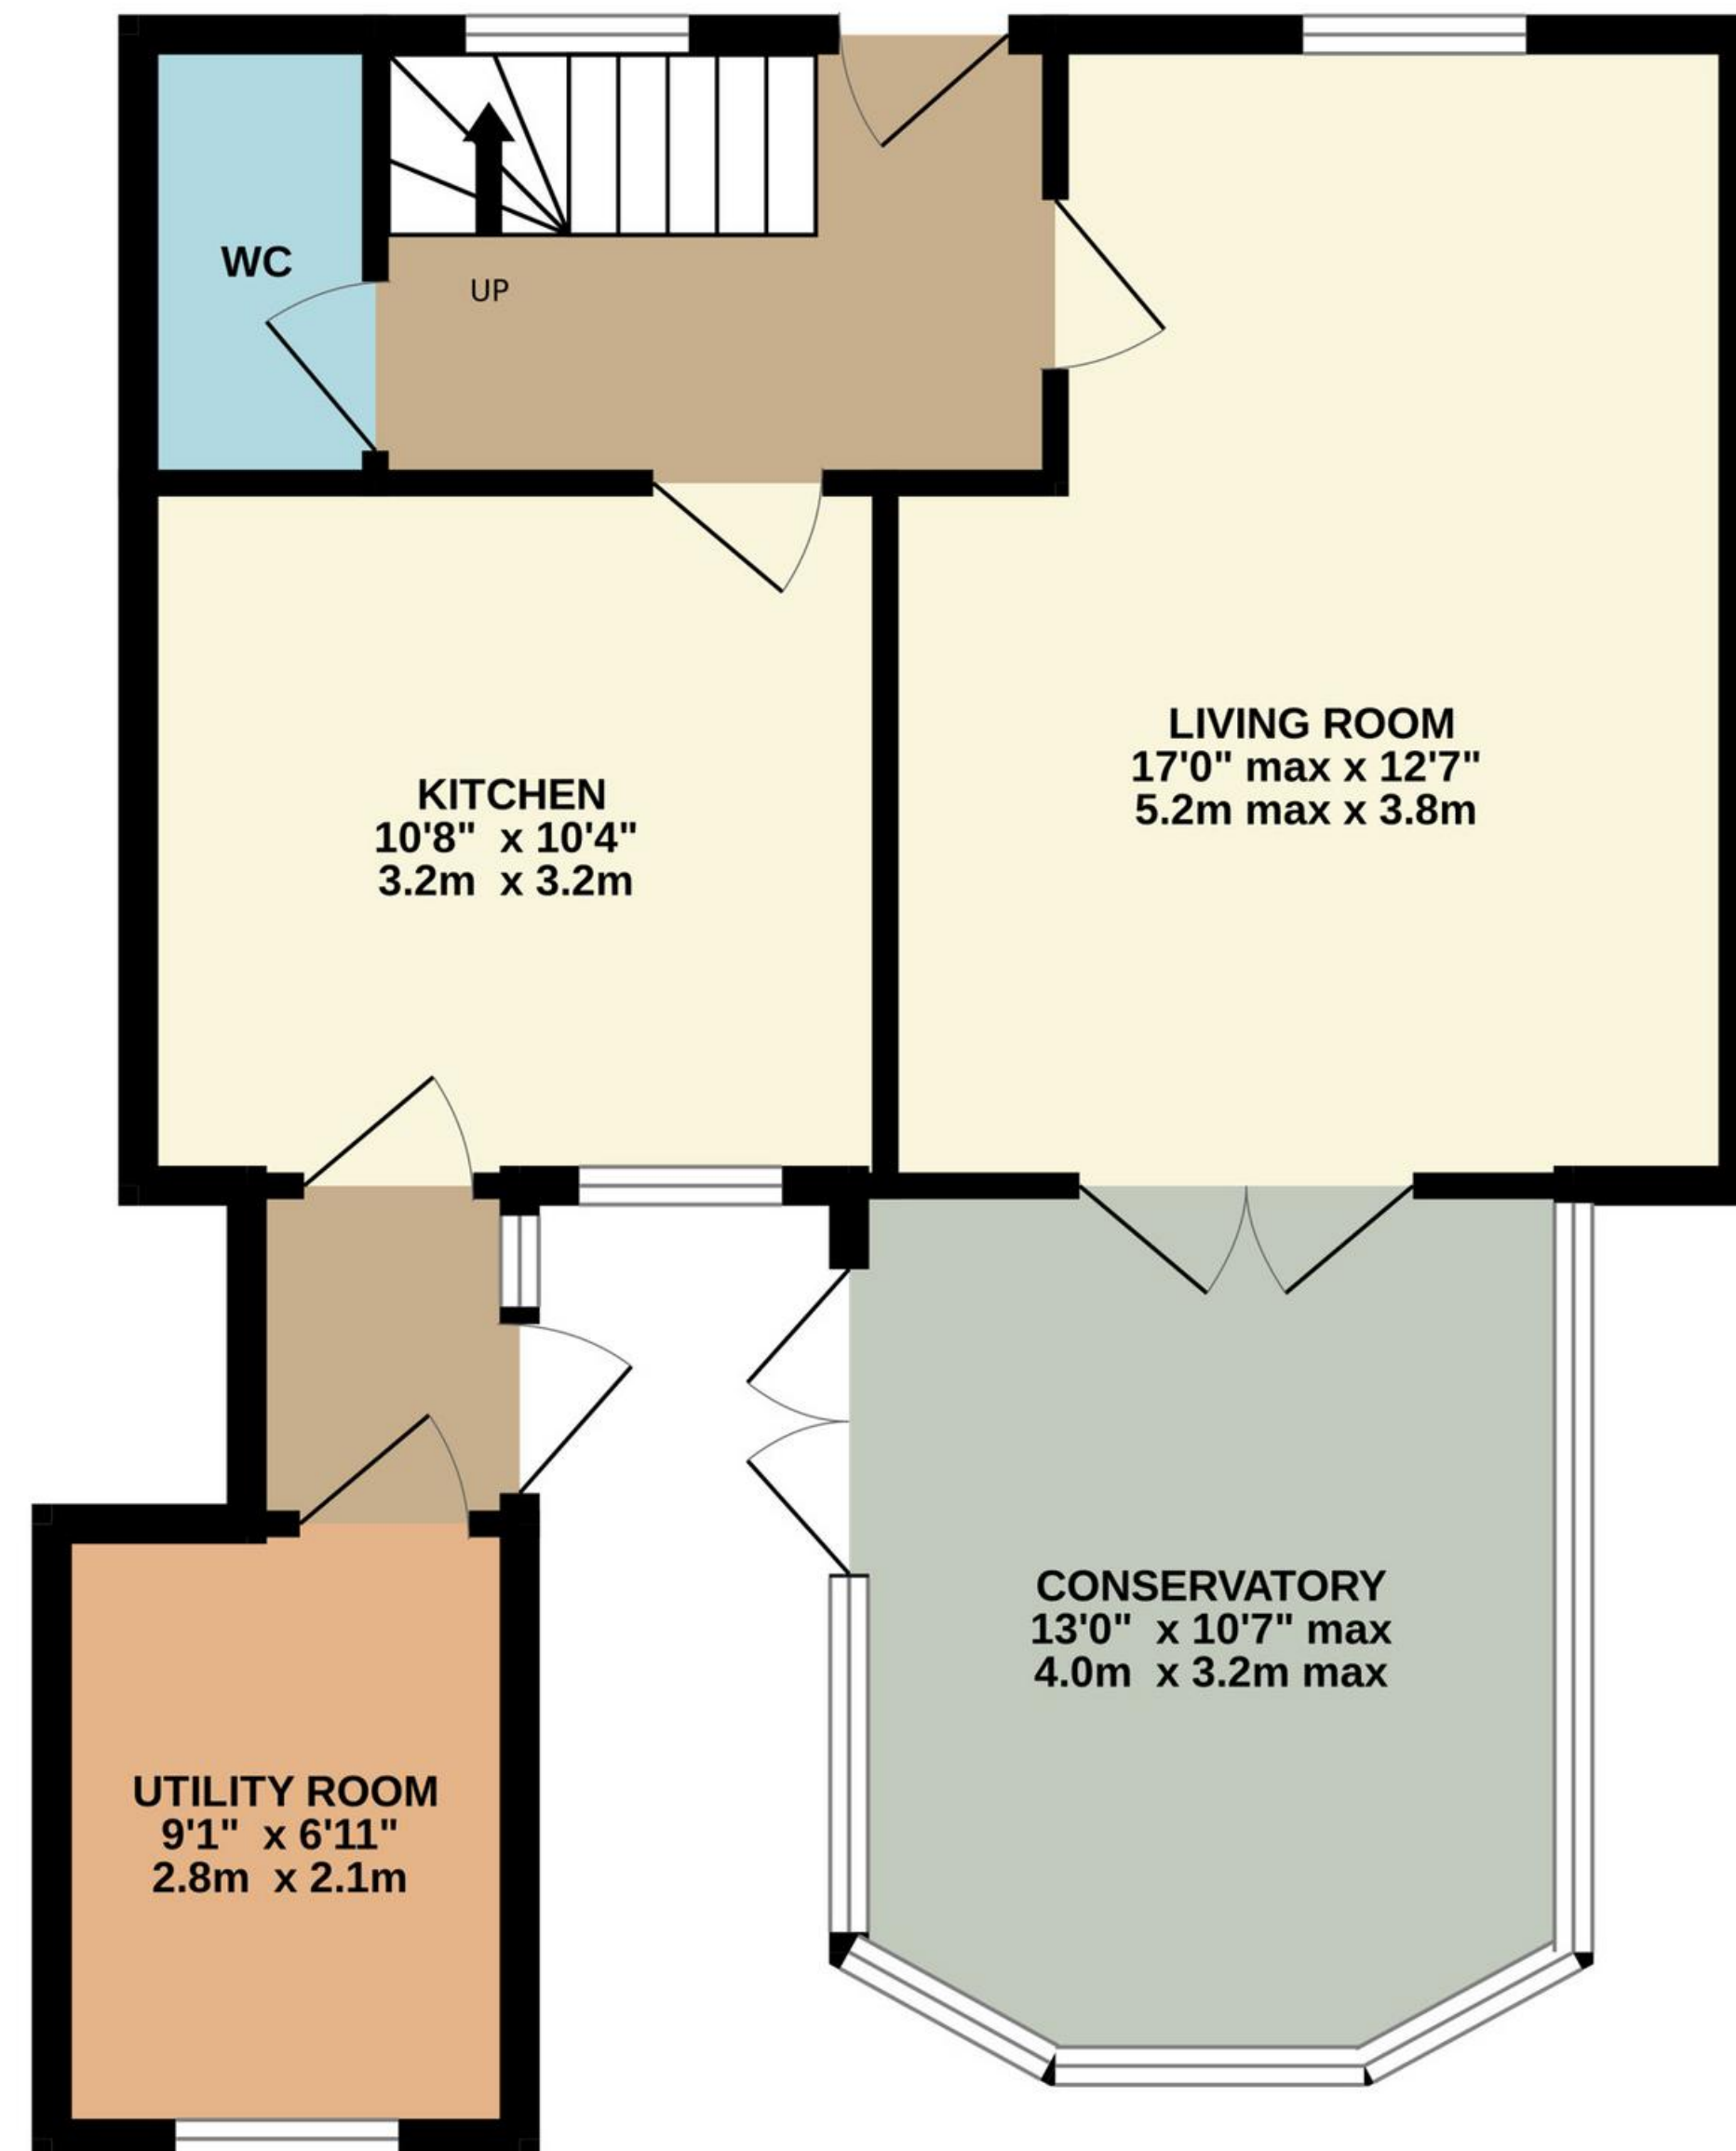 WC
UP
LIVING ROOM
17'0" max x 12'7"
5.2m max x 3.8m
KITCHEN
10'8" x 10'4"
3.2m x 3.2m
CONSERVATORY
13'0" x 10'7" max
4.0m x 3.2m max
UTILITY ROOM
9'1" x 6'11"
2.8m x 2.1m